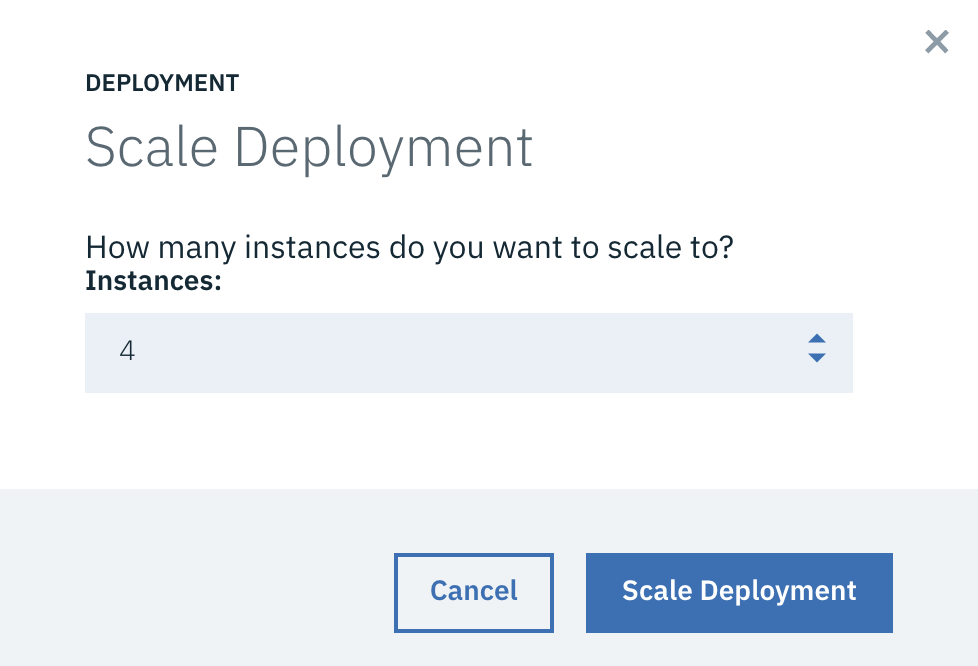 DEPLOYMENT
Scale Deployment
How many instances do you want to scale to?
Instances:
4
Cancel
Scale Deployment